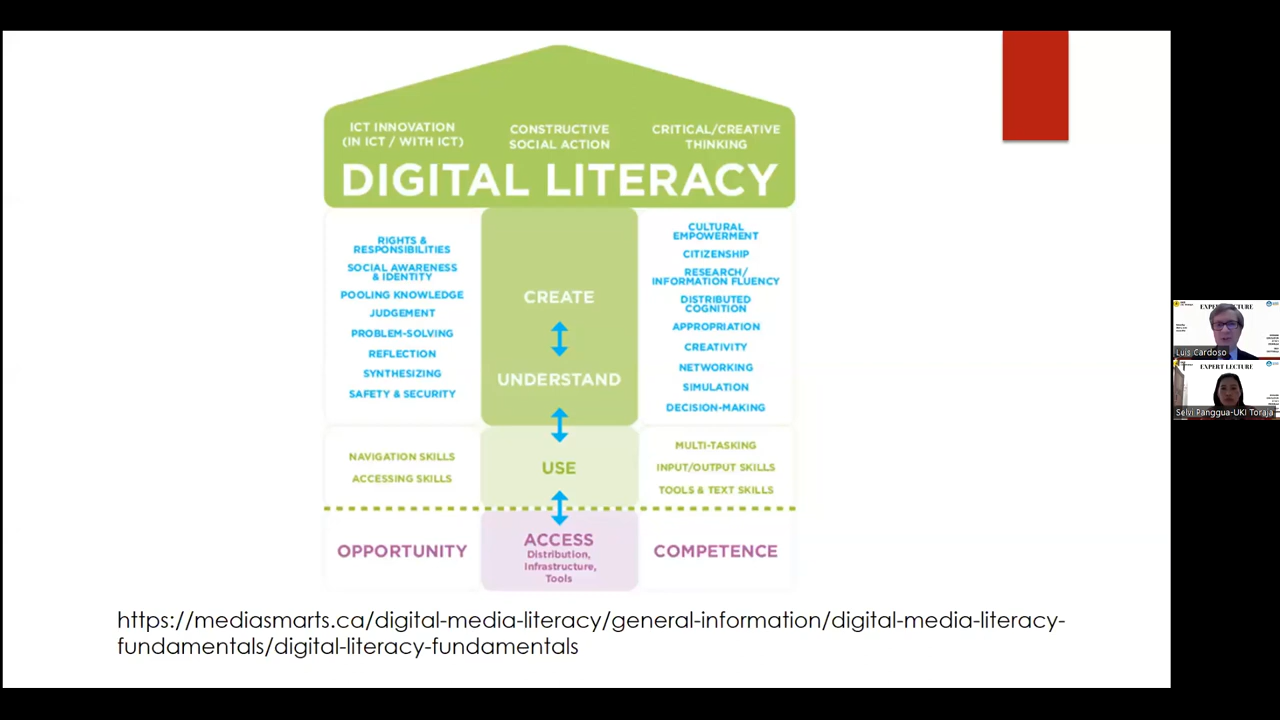 ICT INNOVATION
(IN ICT / WITH ICT)
CONSTRUCTIVE
SOCIAL ACTION
CRITICAL/CREATIVE
THINKING
DIGITAL LITERACY
RIGHTS &
RESPONSIBILITIES
SOCIAL AWARENESS
& IDENTITY
POOLING KNOWLEDGE
JUDGEMENT
PROBLEM-SOLVING
REFLECTION
SYNTHESIZING
SAFETY & SECURITY
CREATE
UNDERSTAND
CULTURAL
EMPOWERMENT
CITIZENSHIP
RESEARCH/
INFORMATION FLUENCY
DISTRIBUTED
COGNITION
APPROPRIATION
CREATIVITY
NETWORKING
SIMULATION
DECISION-MAKING
NAVIGATION SKILLS
ACCESSING SKILLS
USE
MULTI-TASKING
INPUT/OUTPUT SKILLS
TOOLS & TEXT SKILLS
OPPORTUNITY
ACCESS
Distribution,
Infrastructure,
Tools
COMPETENCE
https://mediasmarts.ca/digital-media-literacy/general-information/digital-media-literacy-
fundamentals/digital-literacy-fundamentals
EXPERT LECTURE
Luis Cardoso
EXPERT LECTURE
Selvi Panggua-UKI Toraja